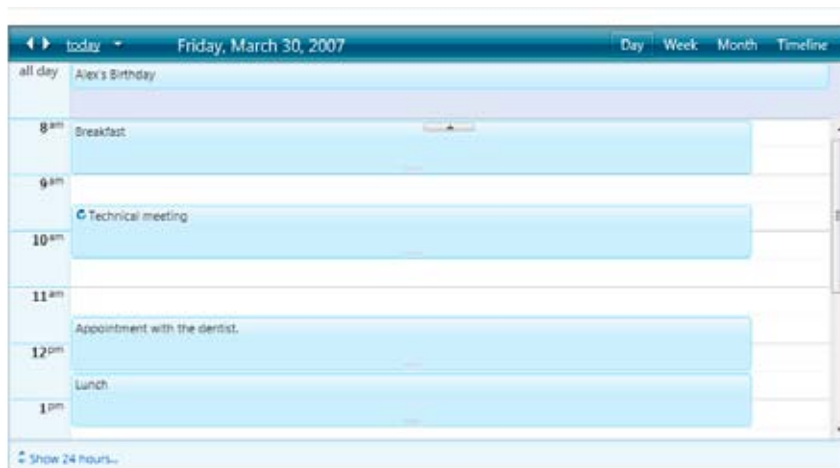 today Friday, March 30, 2007 Day Week Month Timeline
all day Alex's Birthday
8am Breakfast
9am
Technical meeting
10am
11am
Appointment with the dentist.
12pm
Lunch
1pm
Show 24 hours...